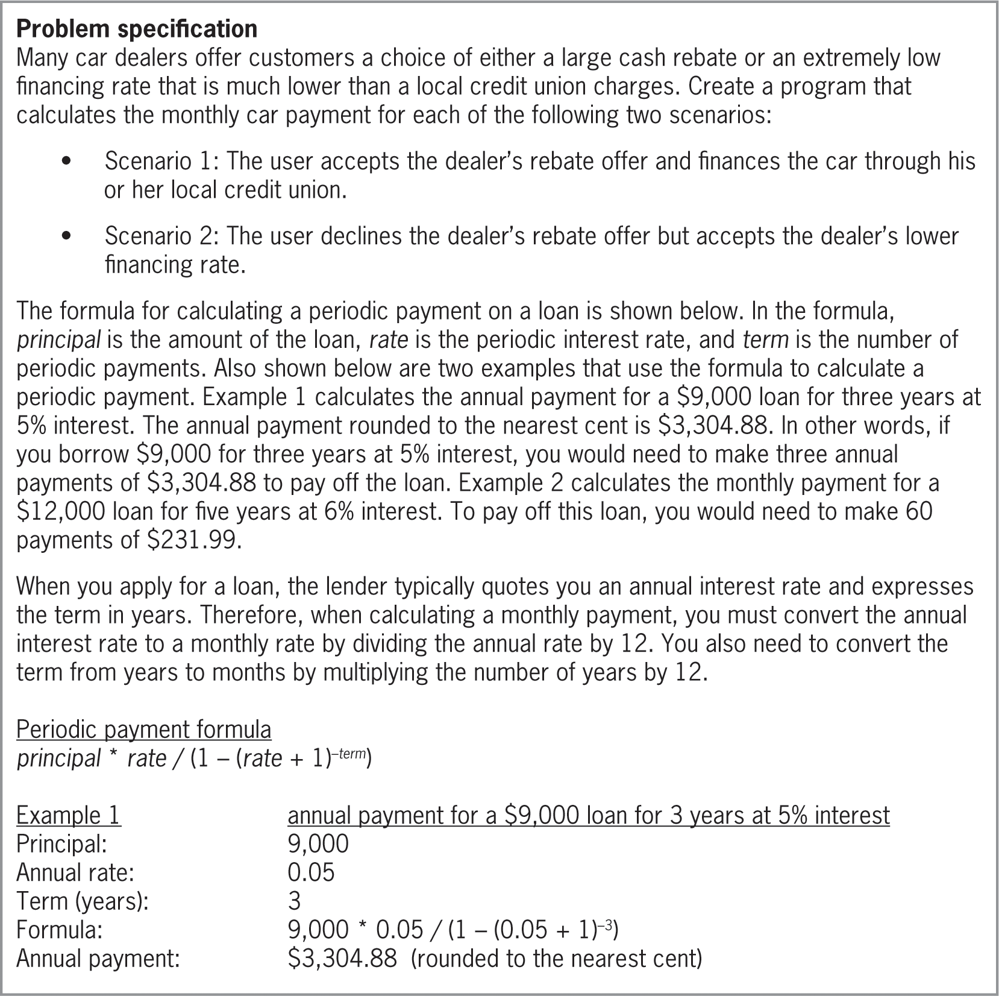 Problem specification
Many car dealers offer customers a choice of either a large cash rebate or an extremely low
financing rate that is much lower than a local credit union charges. Create a program that
calculates the monthly car payment for each of the following two scenarios:
• Scenario 1: The user accepts the dealer’s rebate offer and finances the car through his
or her local credit union.
• Scenario 2: The user declines the dealer’s rebate offer but accepts the dealer’s lower
financing rate.
The formula for calculating a periodic payment on a loan is shown below. In the formula,
principal is the amount of the loan, rate is the periodic interest rate, and term is the number of
periodic payments. Also shown below are two examples that use the formula to calculate a
periodic payment. Example 1 calculates the annual payment for a $9,000 loan for three years at
5% interest. The annual payment rounded to the nearest cent is $3,304.88. In other words, if
you borrow $9,000 for three years at 5% interest, you would need to make three annual
payments of $3,304.88 to pay off the loan. Example 2 calculates the monthly payment for a
$12,000 loan for five years at 6% interest. To pay off this loan, you would need to make 60
payments of $231.99.
When you apply for a loan, the lender typically quotes you an annual interest rate and expresses
the term in years. Therefore, when calculating a monthly payment, you must convert the annual
interest rate to a monthly rate by dividing the annual rate by 12. You also need to convert the
term from years to months by multiplying the number of years by 12.
Periodic payment formula
principal * rate / (1 – (rate + 1)^–term)
Example 1 annual payment for a $9,000 loan for 3 years at 5% interest
Principal: 9,000
Annual rate: 0.05
Term (years): 3
Formula: 9,000 * 0.05 / (1 – (0.05 + 1)^–3)
Annual payment: $3,304.88 (rounded to the nearest cent)